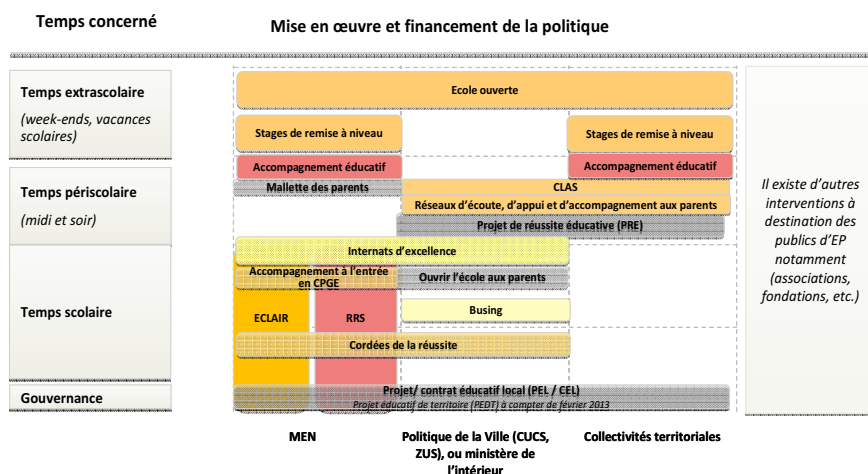 Temps concerné
Mise en œuvre et financement de la politique
Temps extrascolaire
(week-ends, vacances
scolaires)
Ecole ouverte
Stages de remise à niveau
Stages de remise à niveau
Accompagnement éducatif
Accompagnement éducatif
Temps périscolaire
(midi et soir)
Mallette des parents
CLAS
Réseaux d'écoute, d'appui et d'accompagnement aux parents
Projet de réussite éducative (PRE)
Internats d'excellence
Temps scolaire
Accompagnement à l'entrée
en CPGE
Ouvrir l'école aux parents
ECLAIR
RRS
Busing
Cordées de la réussite
Gouvernance
Projet/ contrat éducatif local (PEL / CEL)
Projet éducatif de territoire (PEDT) à compter de février 2013
Il existe d'autres
interventions à
destination des
publics d'EP
notamment
(associations,
fondations, etc.)
MEN
Politique de la Ville (CUCS,
ZUS), ou ministère de
l'intérieur
Collectivités territoriales